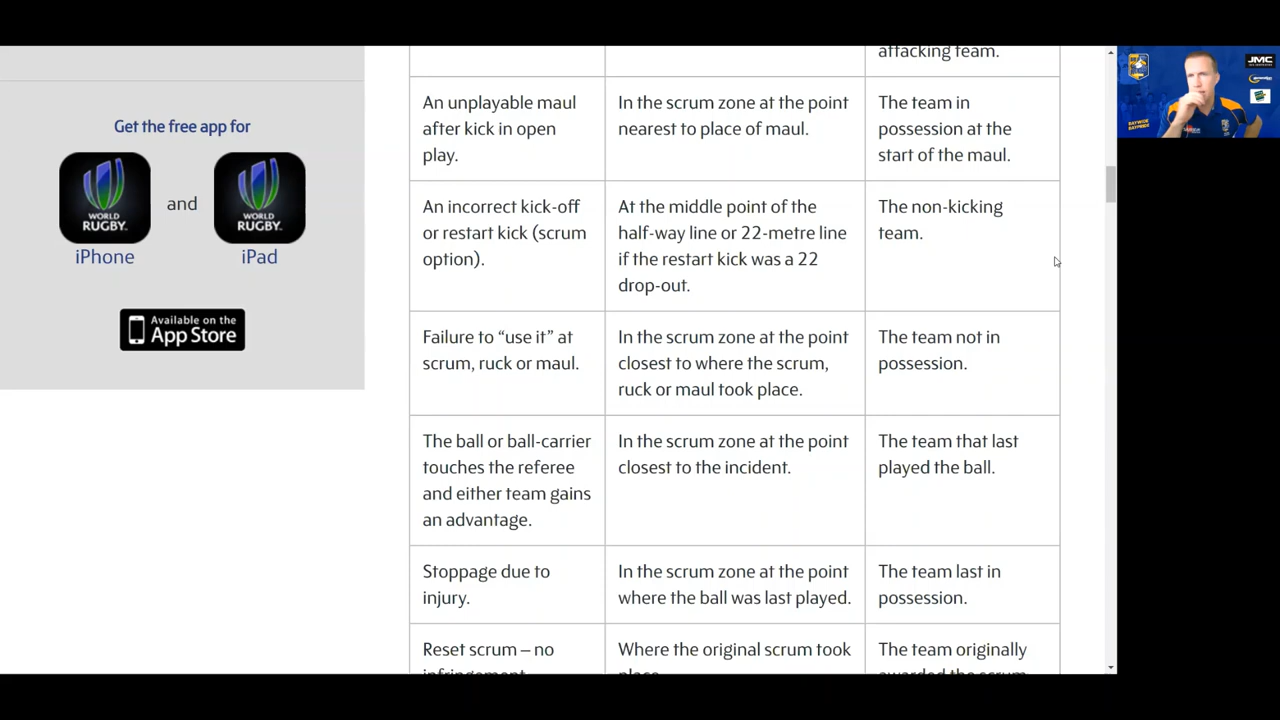 attacking team.
Get the free app for
WORLD
RUGBY
and
WORLD
RUGBY
iPhone
iPad
Available on the
App Store
An unplayable maul
after kick in open
play.
In the scrum zone at the point
nearest to place of maul.
The team in
possession at the
start of the maul.
An incorrect kick-off
or restart kick (scrum
option).
At the middle point of the
half-way line or 22-metre line
if the restart kick was a 22
drop-out.
The non-kicking
team.
Failure to “use it” at
scrum, ruck or maul.
In the scrum zone at the point
closest to where the scrum,
ruck or maul took place.
The team not in
possession.
The ball or ball-carrier
touches the referee
and either team gains
an advantage.
In the scrum zone at the point
closest to the incident.
The team that last
played the ball.
Stoppage due to
injury.
In the scrum zone at the point
where the ball was last played.
The team last in
possession.
Reset scrum – no
infringement
Where the original scrum took
place.
The team originally
awarded the scrum
JMC